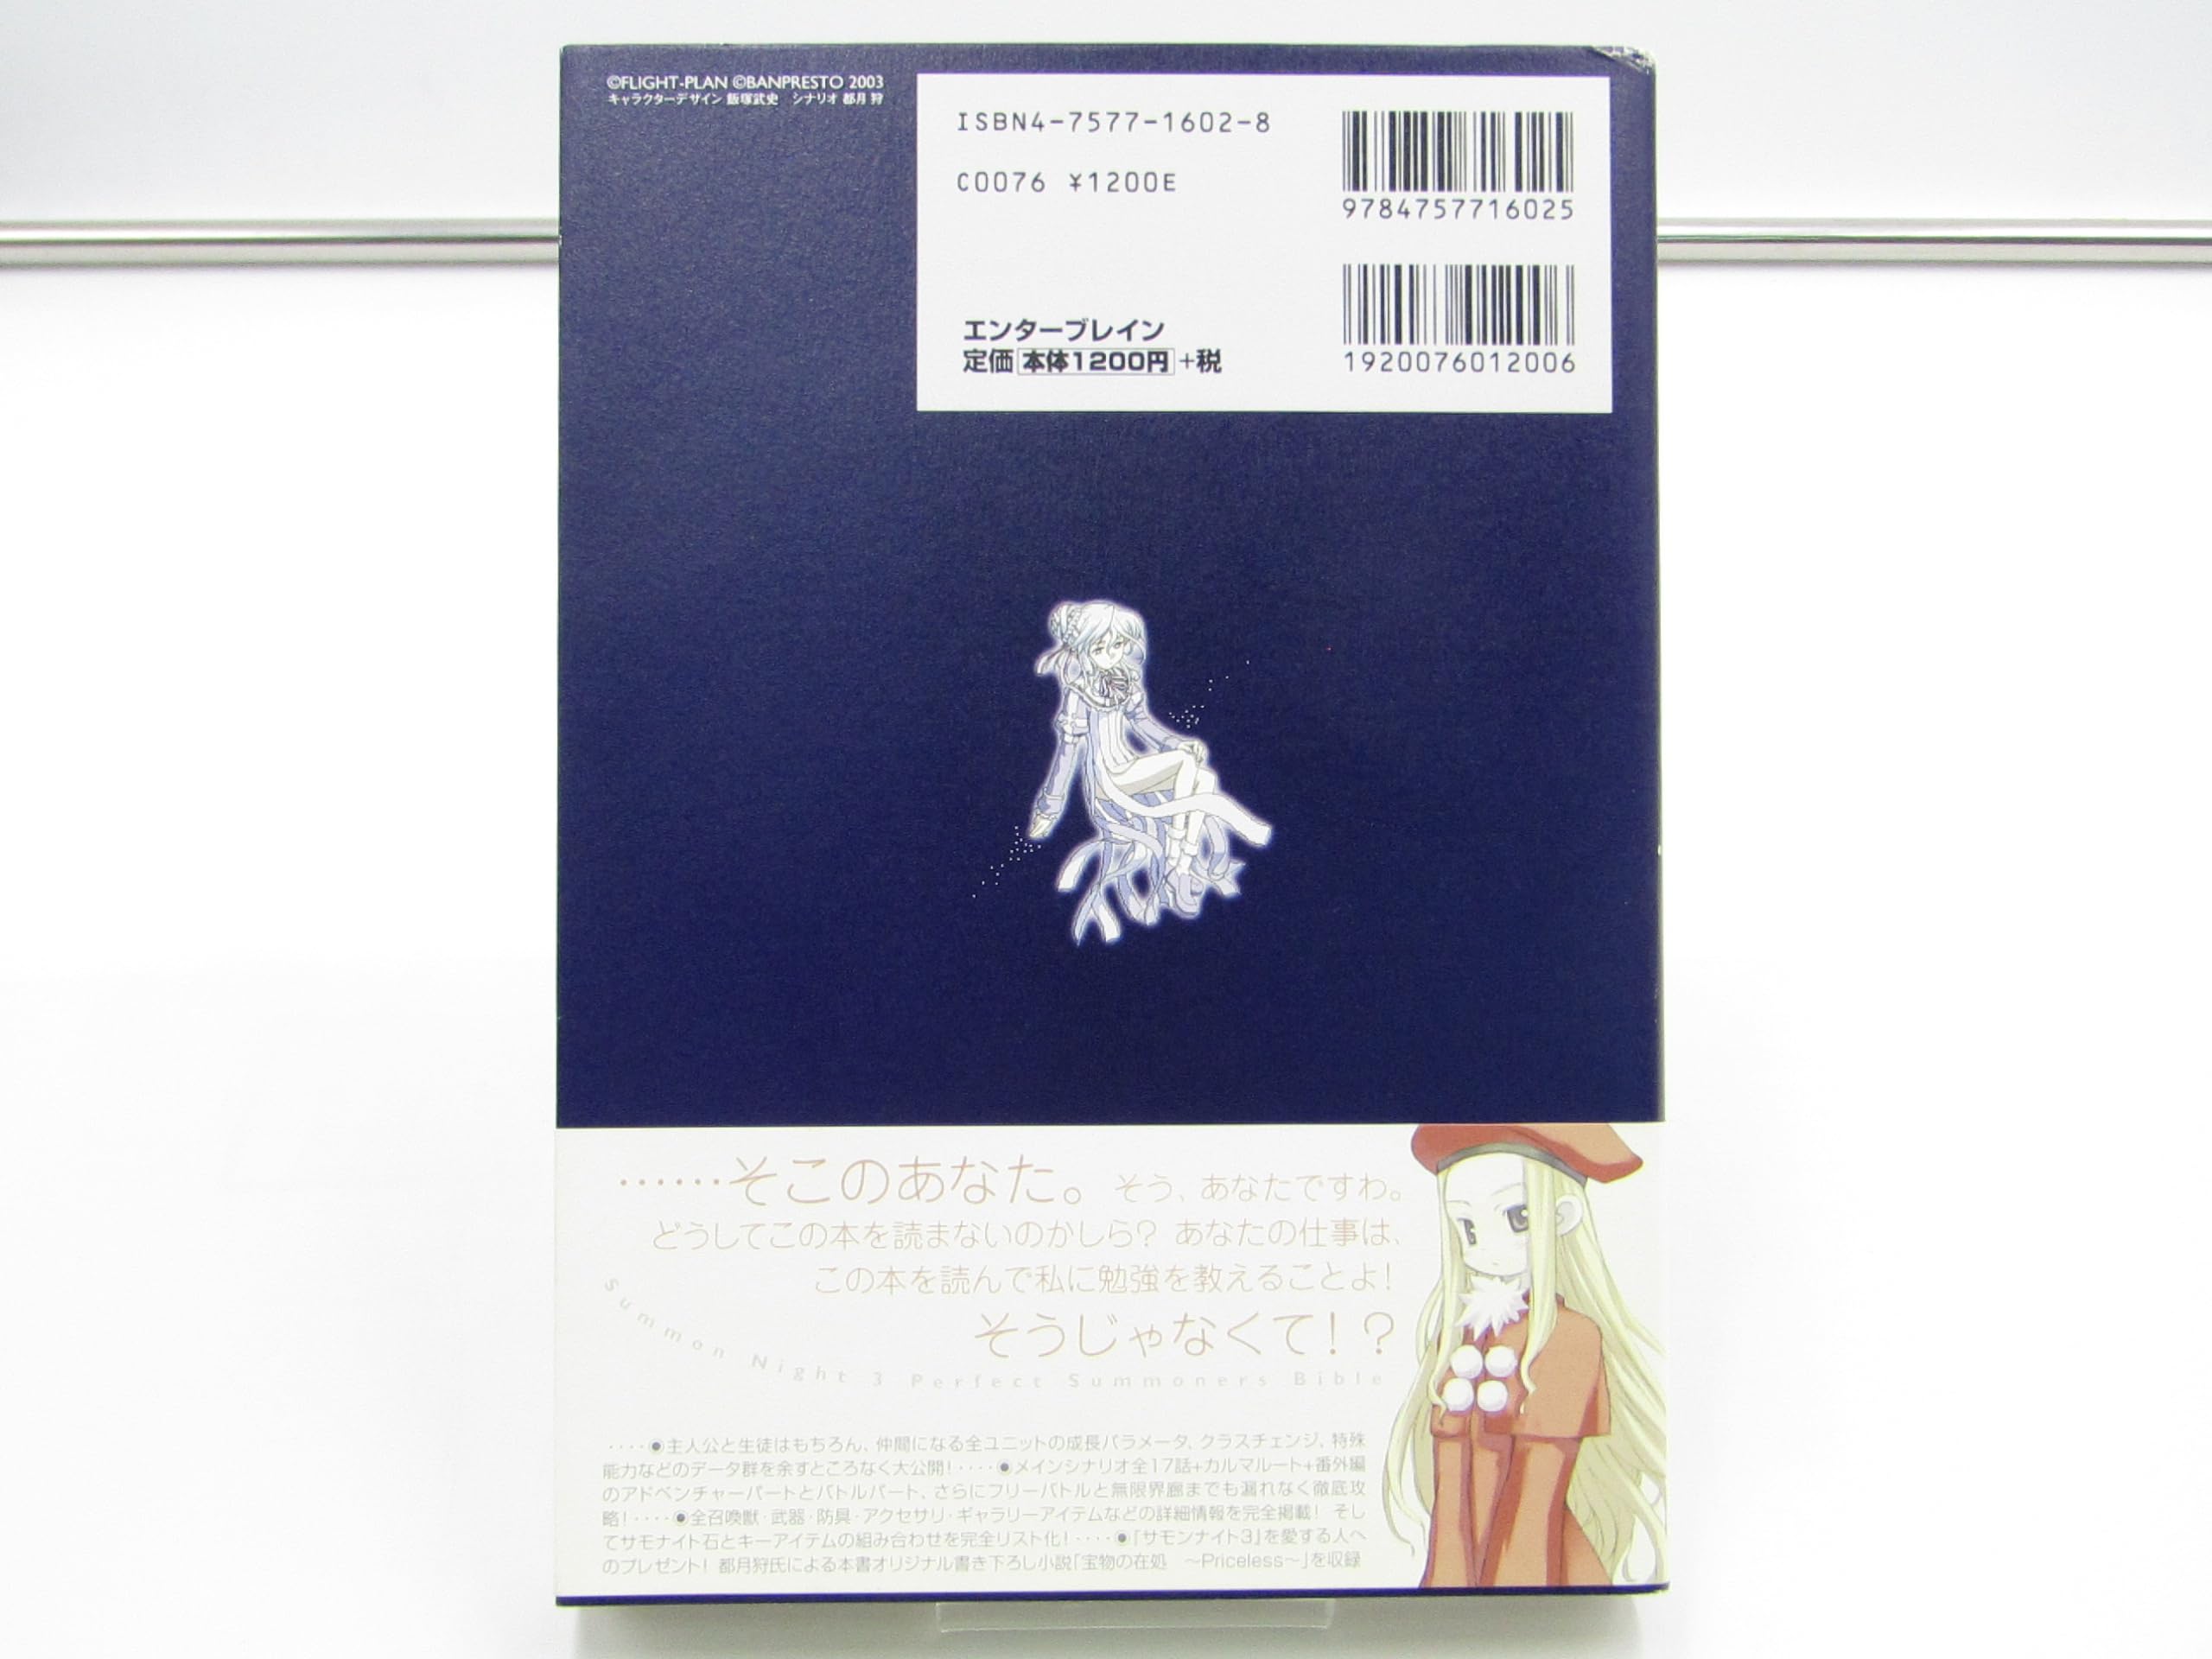 ©FLIGHT-PLAN ©BANPRESTO 2003
キャラクターデザイン 飯塚武史　シナリオ 都月 狩
ISBN4-7577-1602-8
C0076 ¥1200E
9784757716025
エンターブレイン
定価 本体1200円 +税
1920076012006
……そこのあなた。そう、あなたですわ。
どうしてこの本を読まないのかしら? あなたの仕事は、
この本を読んで私に勉強を教えることよ!
そうじゃなくて!?
Summon Night 3 Perfect Summoners Bible
････◉主人公と生徒はもちろん、仲間になる全ユニットの成長パラメータ、クラスチェンジ、特殊
能力などのデータ群を余すところなく大公開!････◉メインシナリオ全17話+カルマルート+番外編
のアドベンチャーパートとバトルパート、さらにフリーバトルと無限界廊までも漏れなく徹底攻
略!････◉全召喚獣・武器・防具・アクセサリ・ギャラリーアイテムなどの詳細情報を完全掲載! そし
てサモナイト石とキーアイテムの組み合わせを完全リスト化!････◉「サモンナイト3」を愛する人へ
のプレゼント! 都月狩氏による本書オリジナル書き下ろし小説「宝物の在処　～Priceless～」を収録